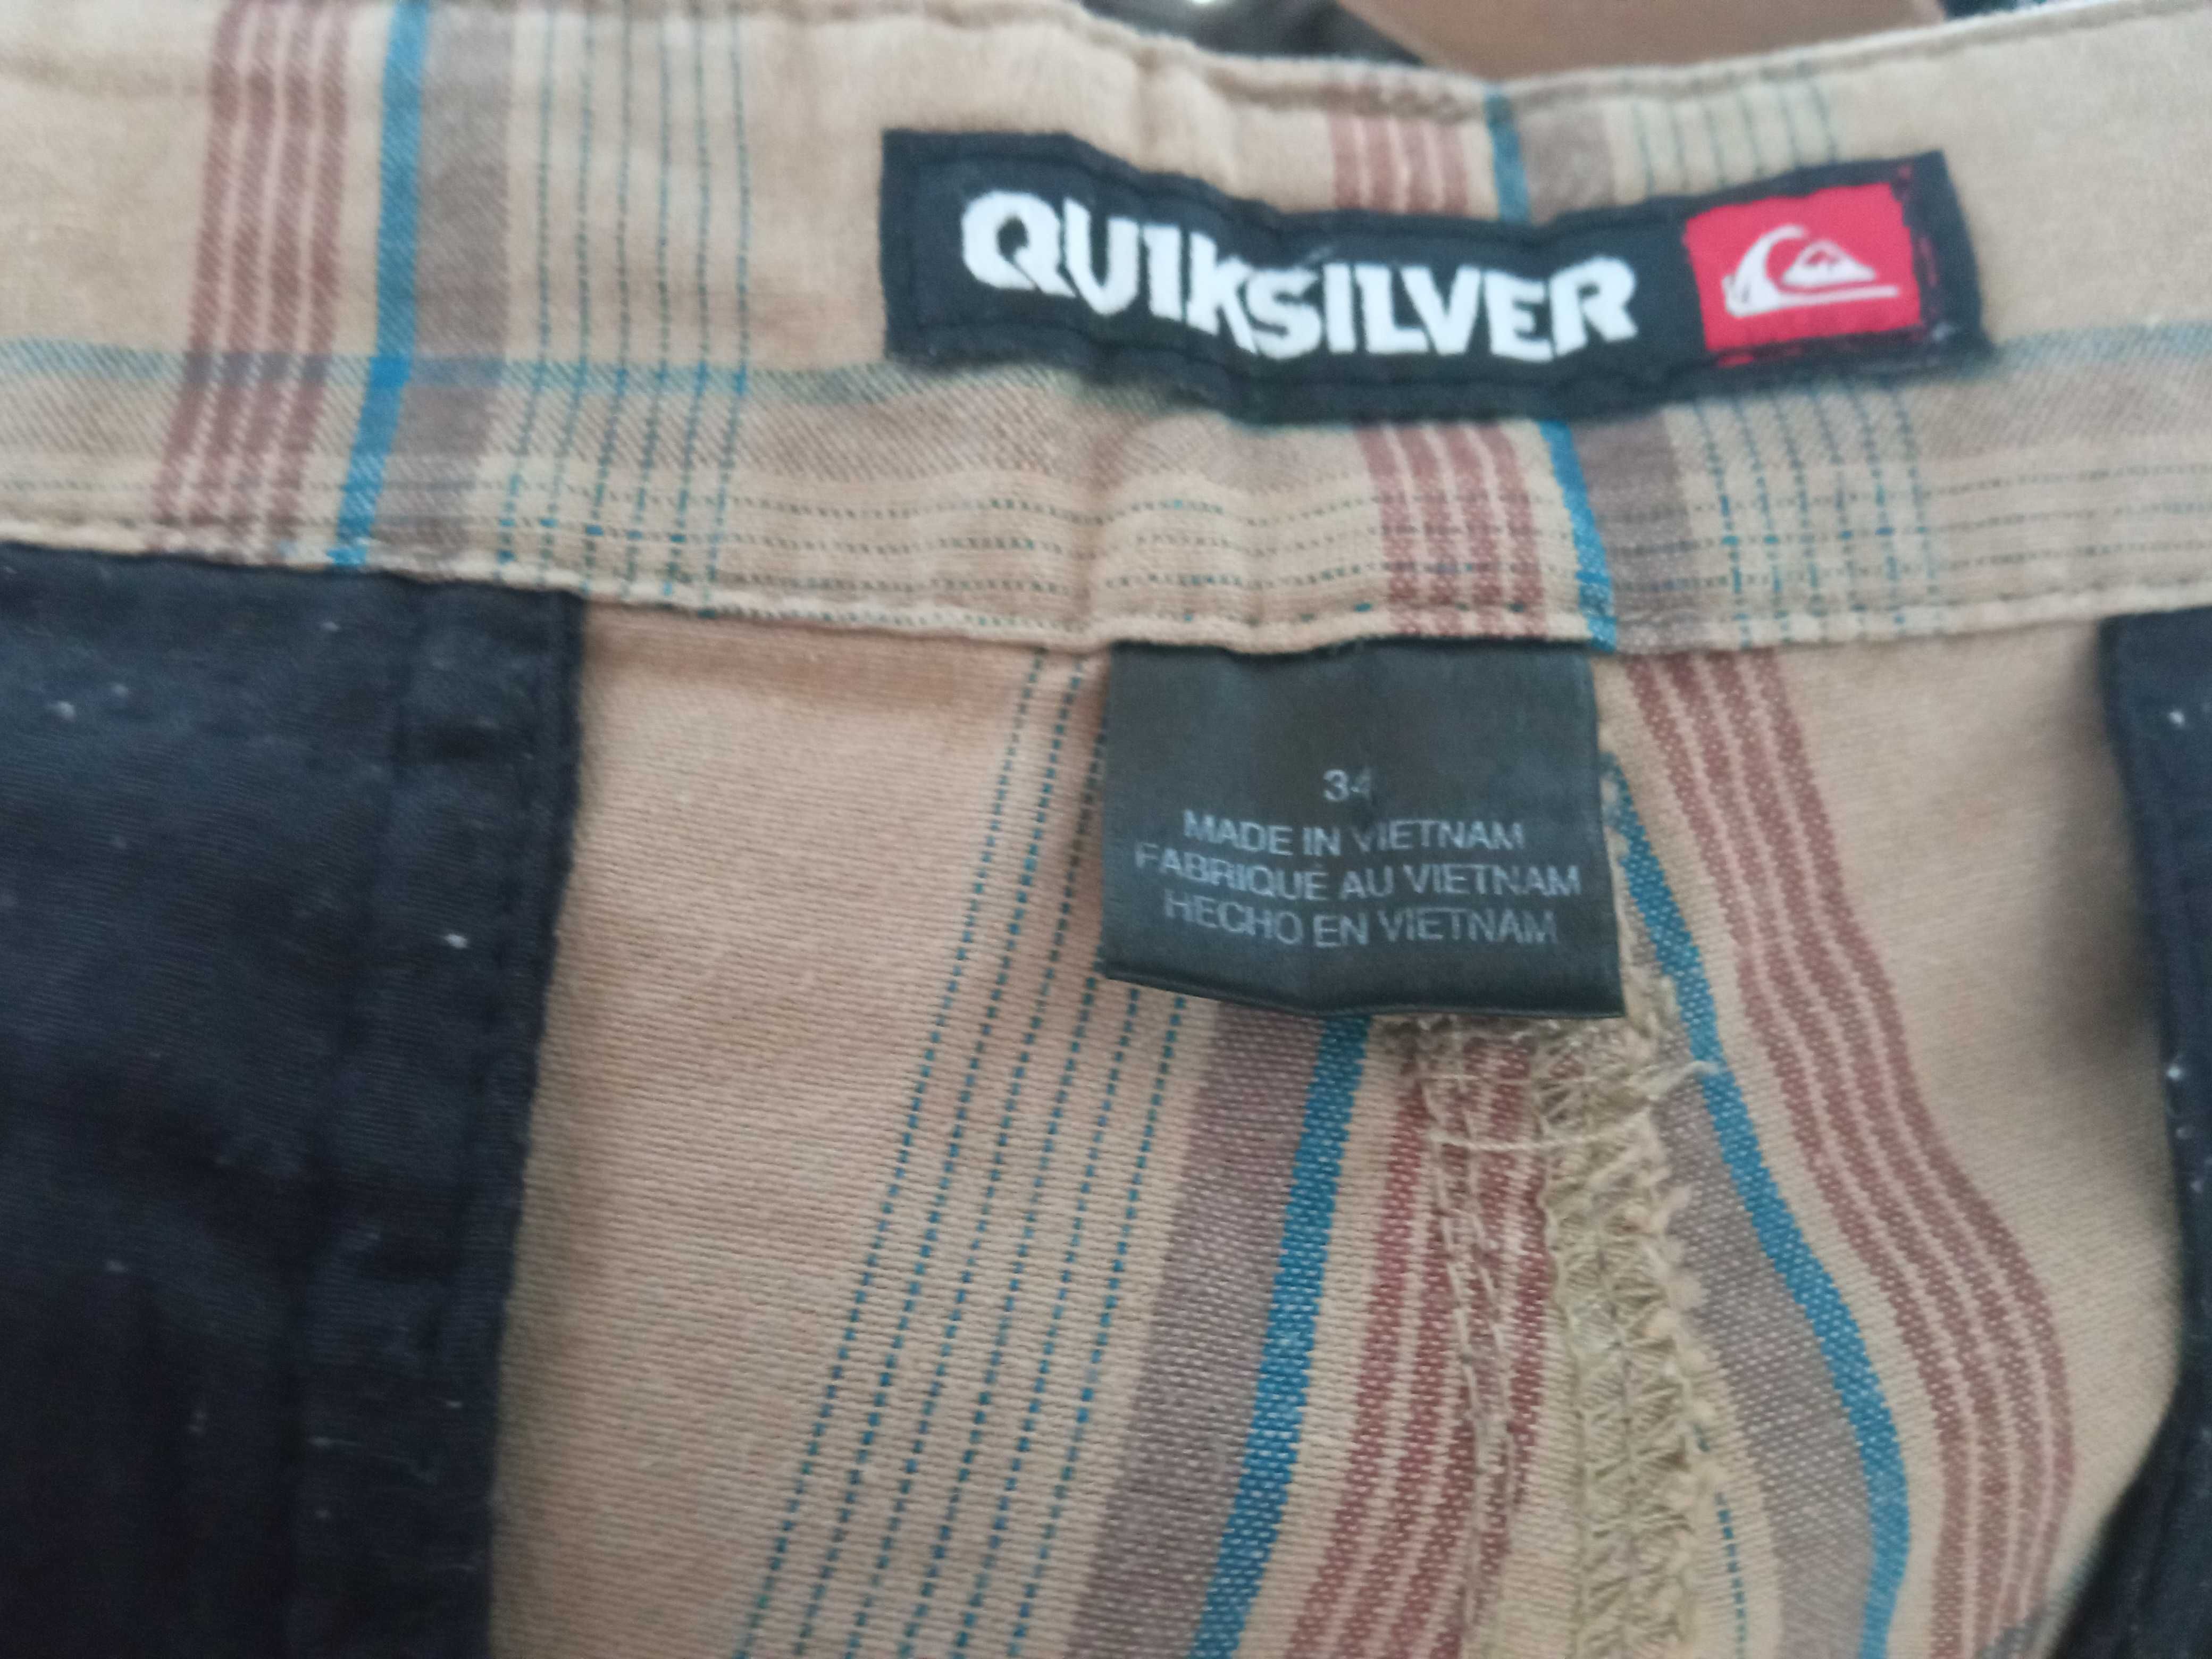 QUIKSILVER
34
MADE IN VIETNAM
FABRIQUÉ AU VIETNAM
HECHO EN VIETNAM